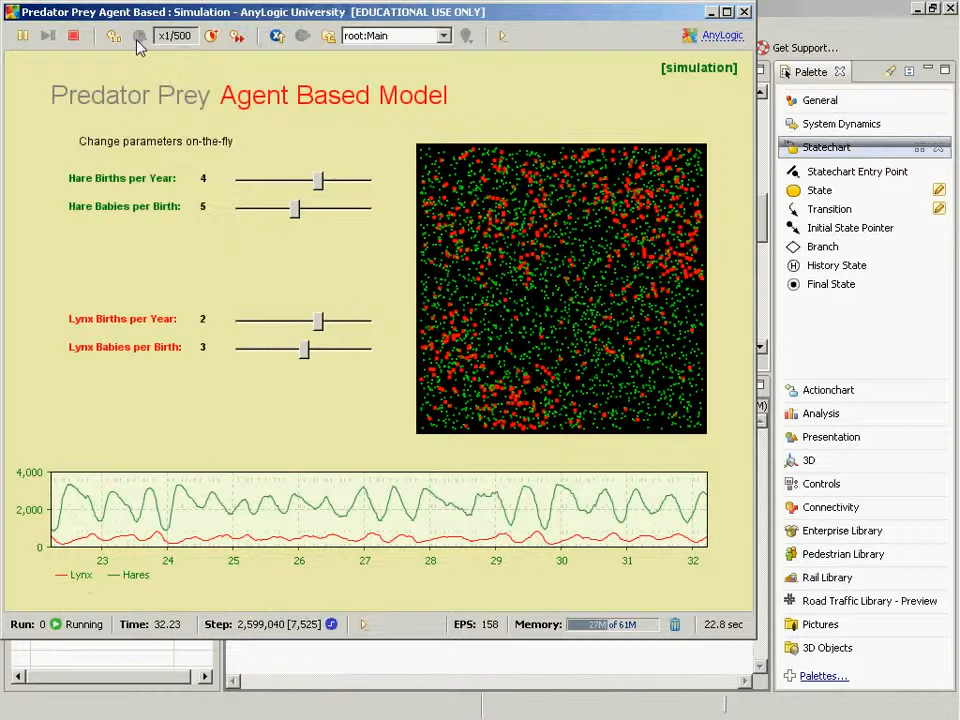 Predator Prey Agent Based : Simulation - AnyLogic University [EDUCATIONAL USE ONLY]
x1/500
root:Main
AnyLogic
Get Support...
[simulation]
Palette
Predator Prey Agent Based Model
General
System Dynamics
Change parameters on-the-fly
Statechart
Hare Births per Year: 4
Statechart Entry Point
Hare Babies per Birth: 5
State
Transition
Initial State Pointer
Branch
History State
Final State
Lynx Births per Year: 2
Lynx Babies per Birth: 3
Actionchart
Analysis
Presentation
3D
Controls
Connectivity
Enterprise Library
Pedestrian Library
Rail Library
Road Traffic Library - Preview
Pictures
3D Objects
Palettes...
4,000
2,000
0
23 24 25 26 27 28 29 30 31 32
Lynx Hares
Run: 0 Running Time: 32.23 Step: 2,599,040 [7,525] EPS: 158 Memory: 27M of 61M 22.8 sec